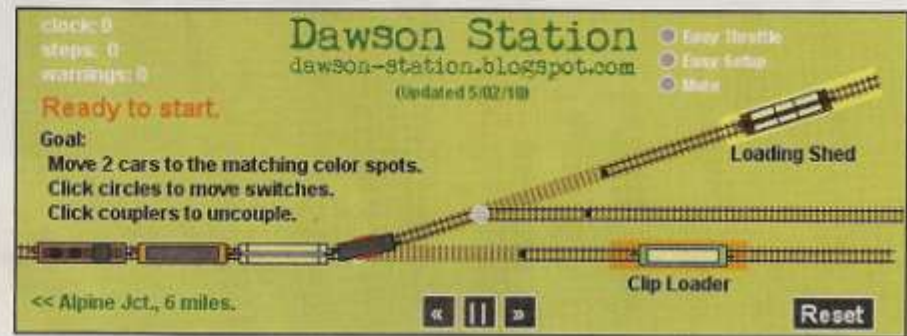 clock: 0
steps: 0
warnings: 0
Ready to start.
Dawson Station
dawson-station.blogspot.com
(Updated 5/02/10)
Easy Throttle
Easy Setup
Mute
Goal:
Move 2 cars to the matching color spots.
Click circles to move switches.
Click couplers to uncouple.
Loading Shed
Clip Loader
<< Alpine Jct., 6 miles.
« || »
Reset